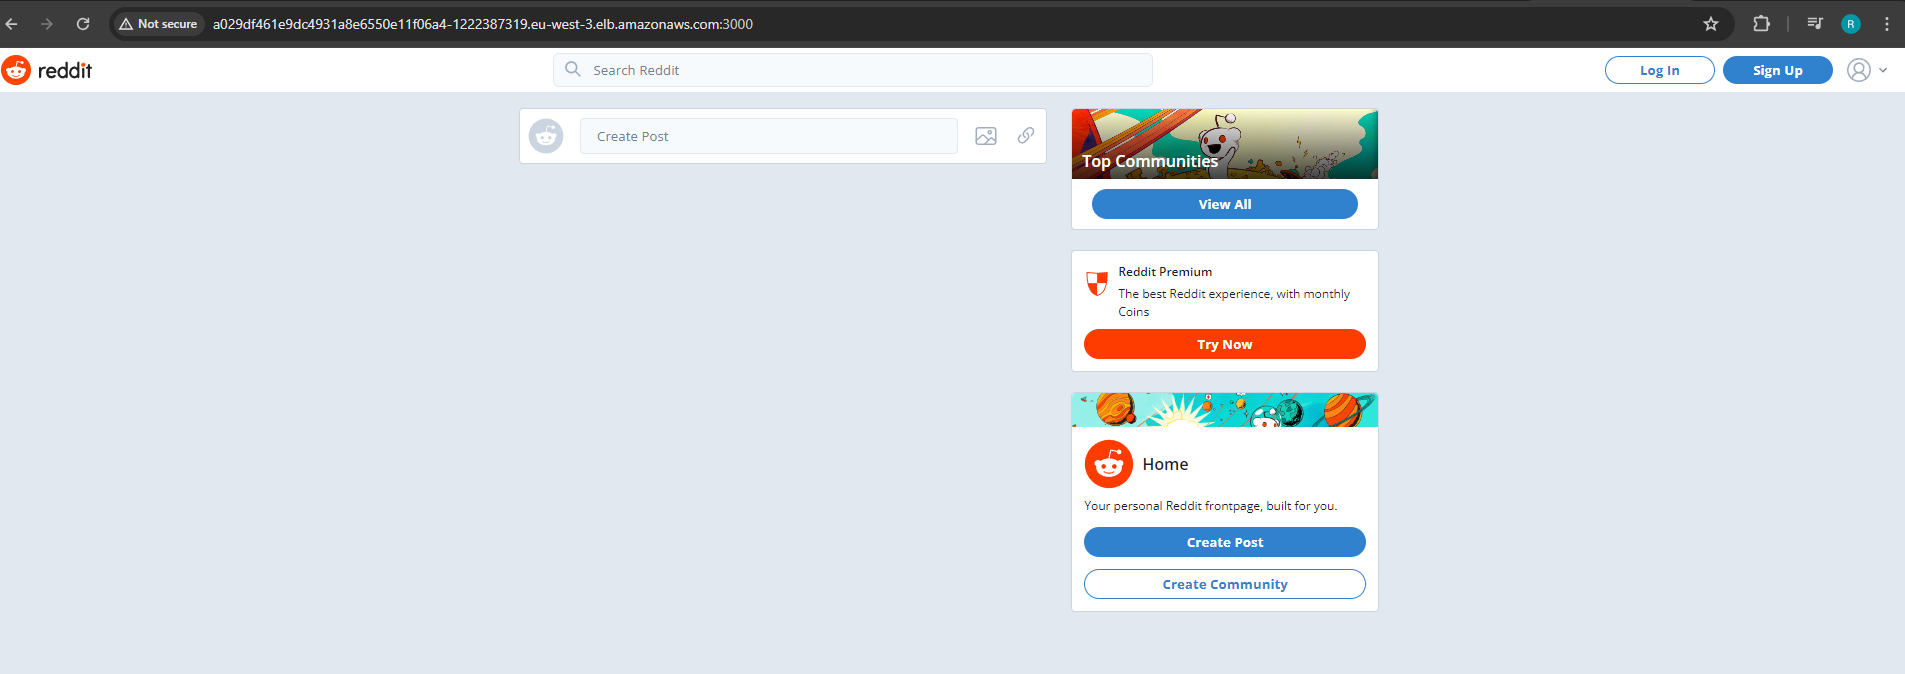 Not secure
a029df461e9dc4931a8e6550e11f06a4-1222387319.eu-west-3.elb.amazonaws.com:3000
R
reddit
Search Reddit
Log In
Sign Up
Create Post
Top Communities
View All
Reddit Premium
The best Reddit experience, with monthly
Coins
Try Now
Home
Your personal Reddit frontpage, built for you.
Create Post
Create Community